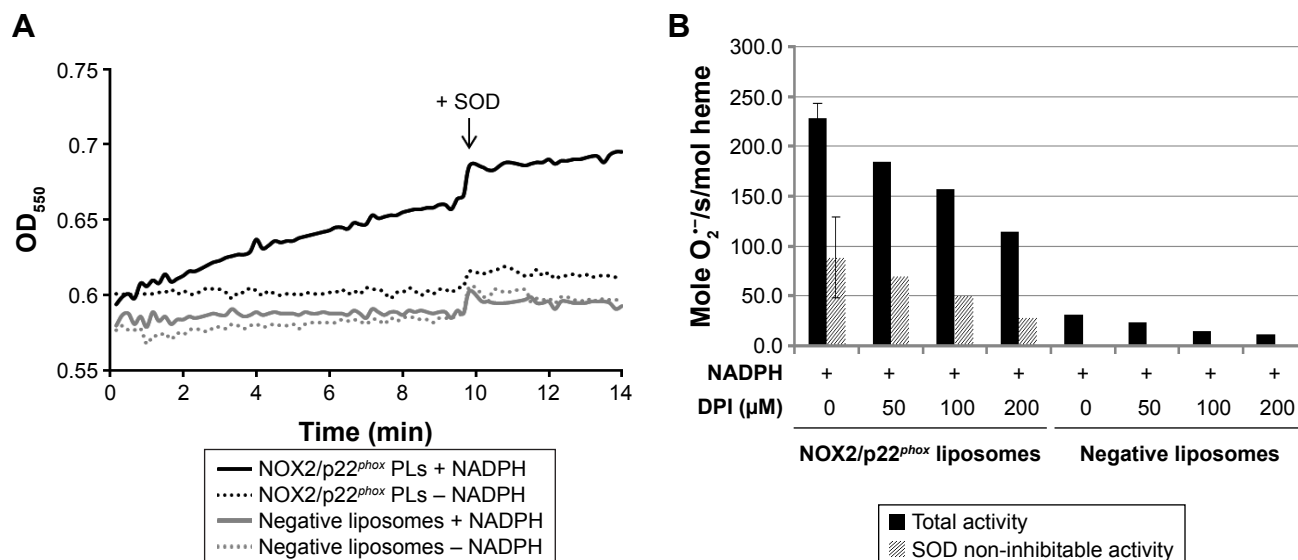 A
0.75
0.7
0.65
0.6
0.55
OD550
+ SOD
0 2 4 6 8 10 12 14
Time (min)
NOX2/p22phox PLs + NADPH
NOX2/p22phox PLs – NADPH
Negative liposomes + NADPH
Negative liposomes – NADPH
B
300.0
250.0
200.0
150.0
100.0
50.0
0.0
Mole O2•–/s/mol heme
NADPH + + + + + + + +
DPI (µM) 0 50 100 200 0 50 100 200
NOX2/p22phox liposomes Negative liposomes
Total activity
SOD non-inhibitable activity